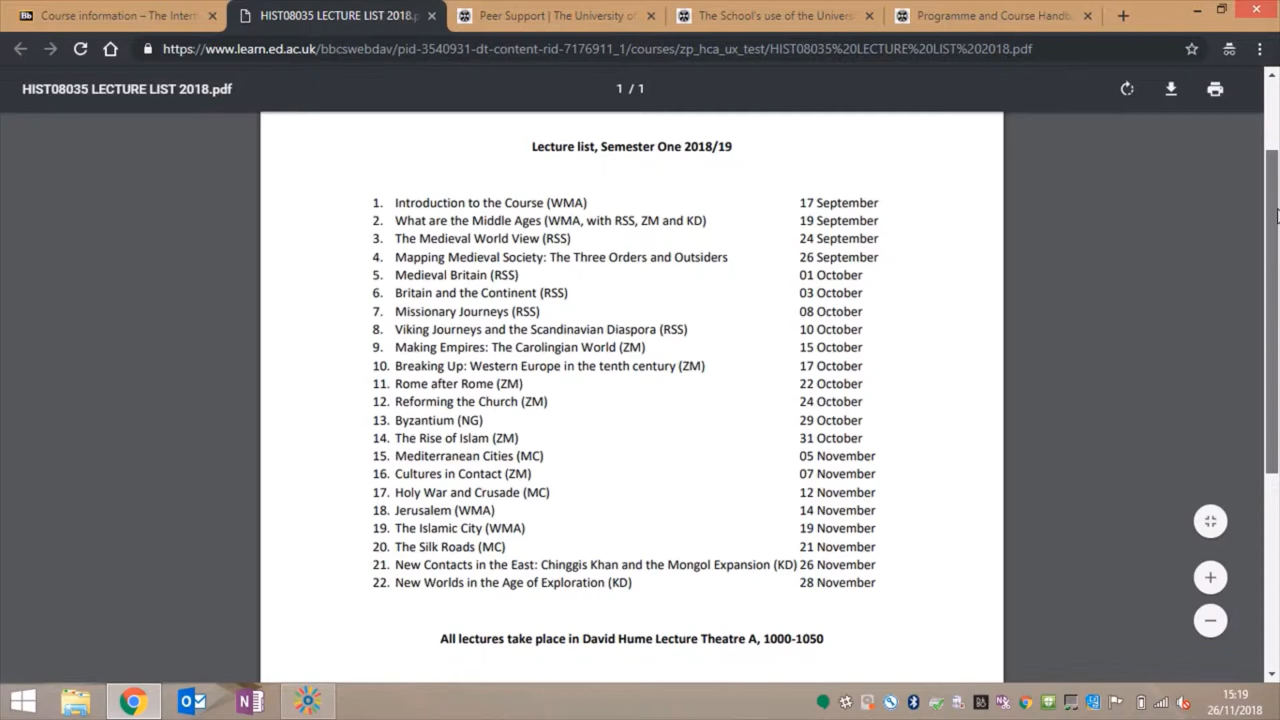 Course information – The Inter
HIST08035 LECTURE LIST 2018.p
Peer Support | The University of
The School's use of the Univers
Programme and Course Handb
https://www.learn.ed.ac.uk/bbcswebdav/pid-3540931-dt-content-rid-7176911_1/courses/zp_hca_ux_test/HIST08035%20LECTURE%20LIST%202018.pdf
HIST08035 LECTURE LIST 2018.pdf
1 / 1
Lecture list, Semester One 2018/19
1. Introduction to the Course (WMA) 17 September
2. What are the Middle Ages (WMA, with RSS, ZM and KD) 19 September
3. The Medieval World View (RSS) 24 September
4. Mapping Medieval Society: The Three Orders and Outsiders 26 September
5. Medieval Britain (RSS) 01 October
6. Britain and the Continent (RSS) 03 October
7. Missionary Journeys (RSS) 08 October
8. Viking Journeys and the Scandinavian Diaspora (RSS) 10 October
9. Making Empires: The Carolingian World (ZM) 15 October
10. Breaking Up: Western Europe in the tenth century (ZM) 17 October
11. Rome after Rome (ZM) 22 October
12. Reforming the Church (ZM) 24 October
13. Byzantium (NG) 29 October
14. The Rise of Islam (ZM) 31 October
15. Mediterranean Cities (MC) 05 November
16. Cultures in Contact (ZM) 07 November
17. Holy War and Crusade (MC) 12 November
18. Jerusalem (WMA) 14 November
19. The Islamic City (WMA) 19 November
20. The Silk Roads (MC) 21 November
21. New Contacts in the East: Chinggis Khan and the Mongol Expansion (KD) 26 November
22. New Worlds in the Age of Exploration (KD) 28 November
All lectures take place in David Hume Lecture Theatre A, 1000-1050
15:19
26/11/2018